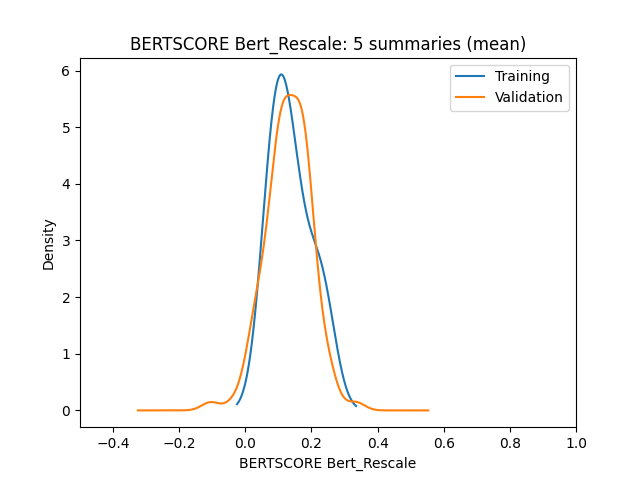 BERTSCORE Bert_Rescale: 5 summaries (mean)
Training
Validation
6
5
4
3
2
1
0
Density
−0.4 −0.2 0.0 0.2 0.4 0.6 0.8 1.0
BERTSCORE Bert_Rescale